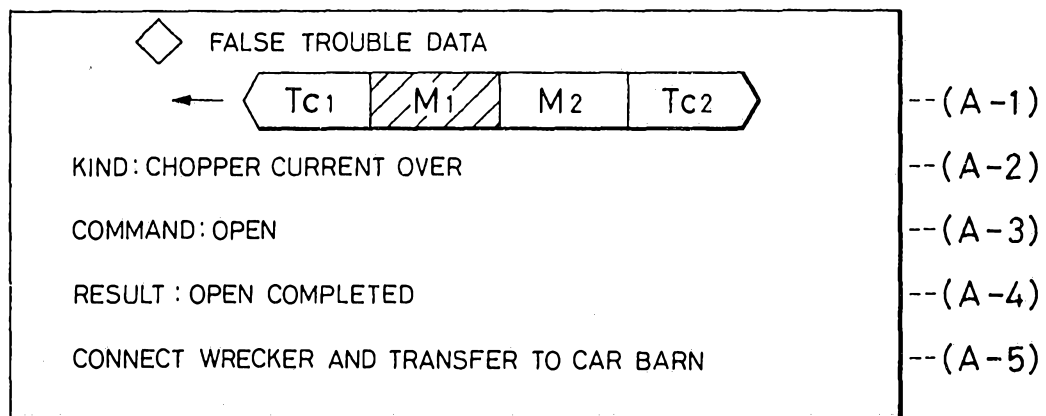 FALSE TROUBLE DATA
Tc1 M1 M2 Tc2 --(A-1)
KIND: CHOPPER CURRENT OVER --(A-2)
COMMAND: OPEN --(A-3)
RESULT: OPEN COMPLETED --(A-4)
CONNECT WRECKER AND TRANSFER TO CAR BARN --(A-5)